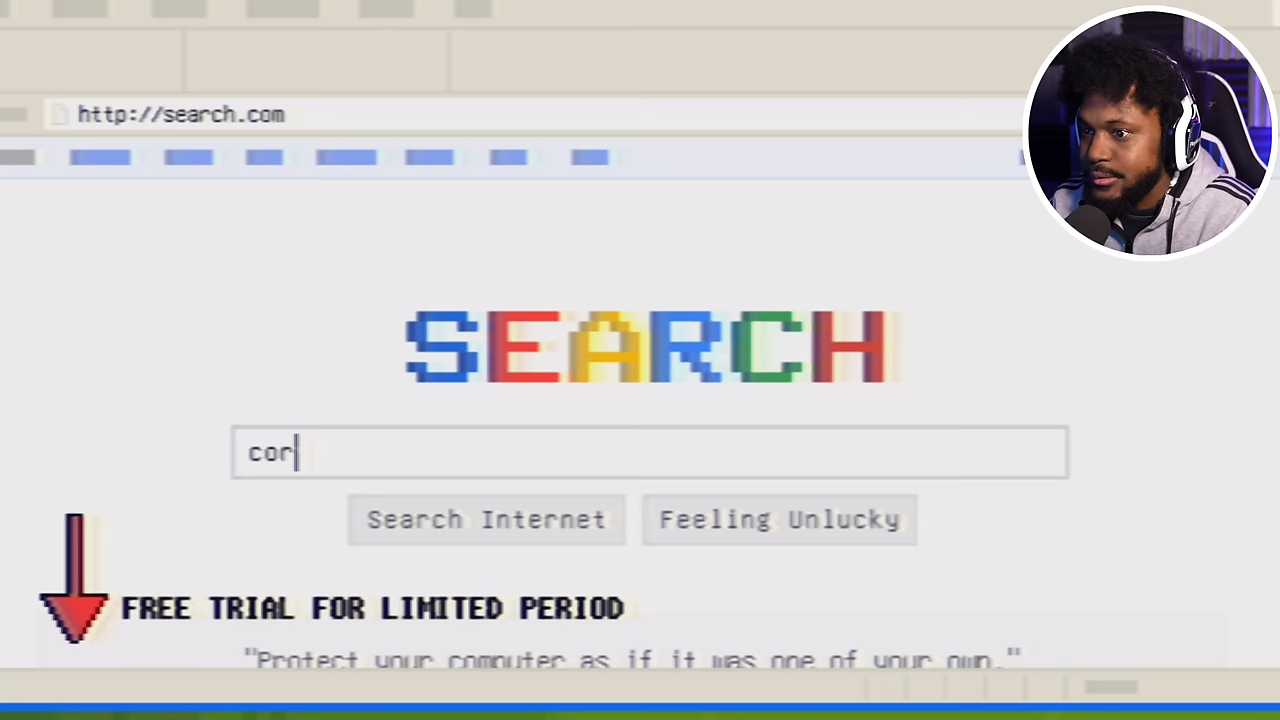 http://search.com
SEARCH
cor
Search Internet
Feeling Unlucky
FREE TRIAL FOR LIMITED PERIOD
"Protect your computer as if it was one of your own."